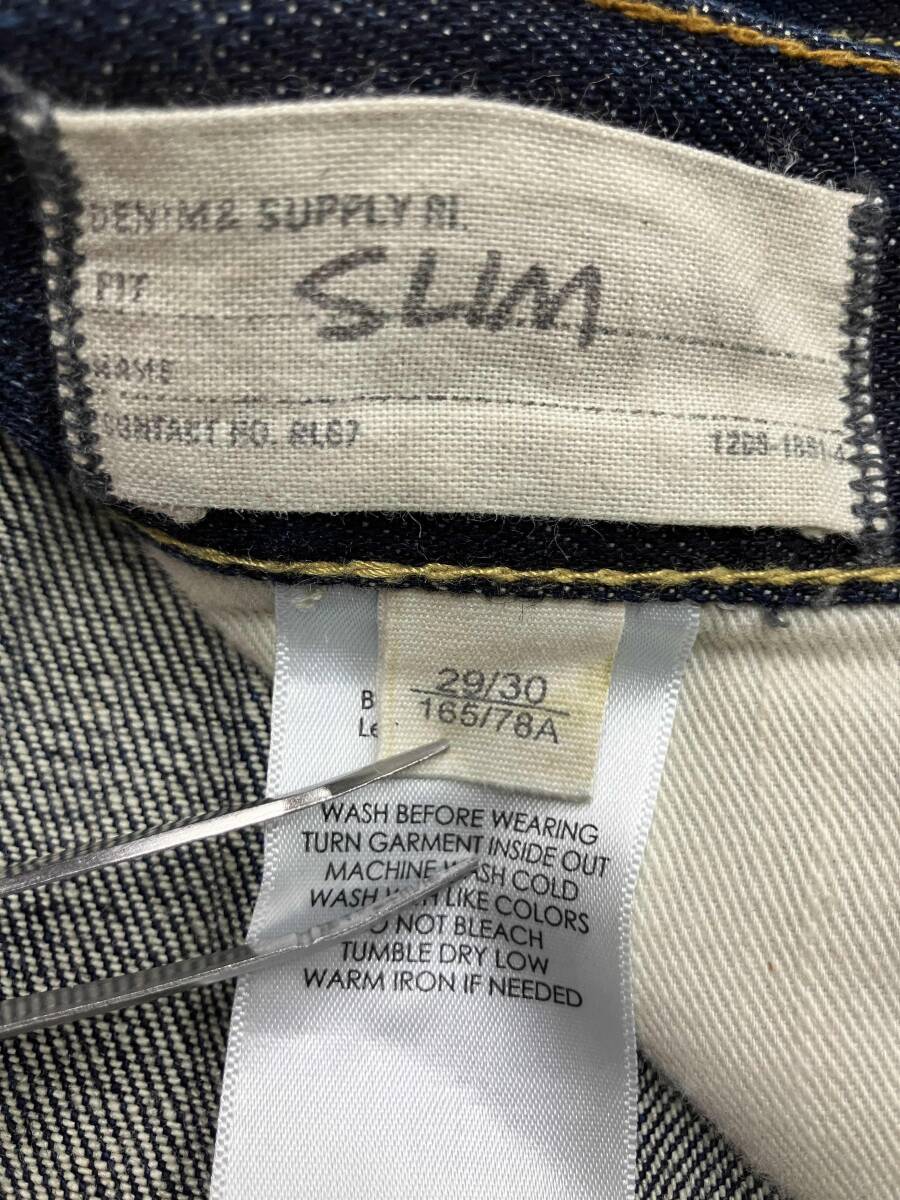 DENIM & SUPPLY RL
FIT SLIM
NAME
CONTACT NO. RL67
29/30
165/78A
WASH BEFORE WEARING
TURN GARMENT INSIDE OUT
MACHINE WASH COLD
WASH WITH LIKE COLORS
DO NOT BLEACH
TUMBLE DRY LOW
WARM IRON IF NEEDED